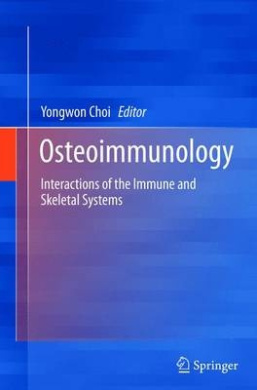 Yongwon Choi Editor
Osteoimmunology
Interactions of the Immune and
Skeletal Systems
Springer